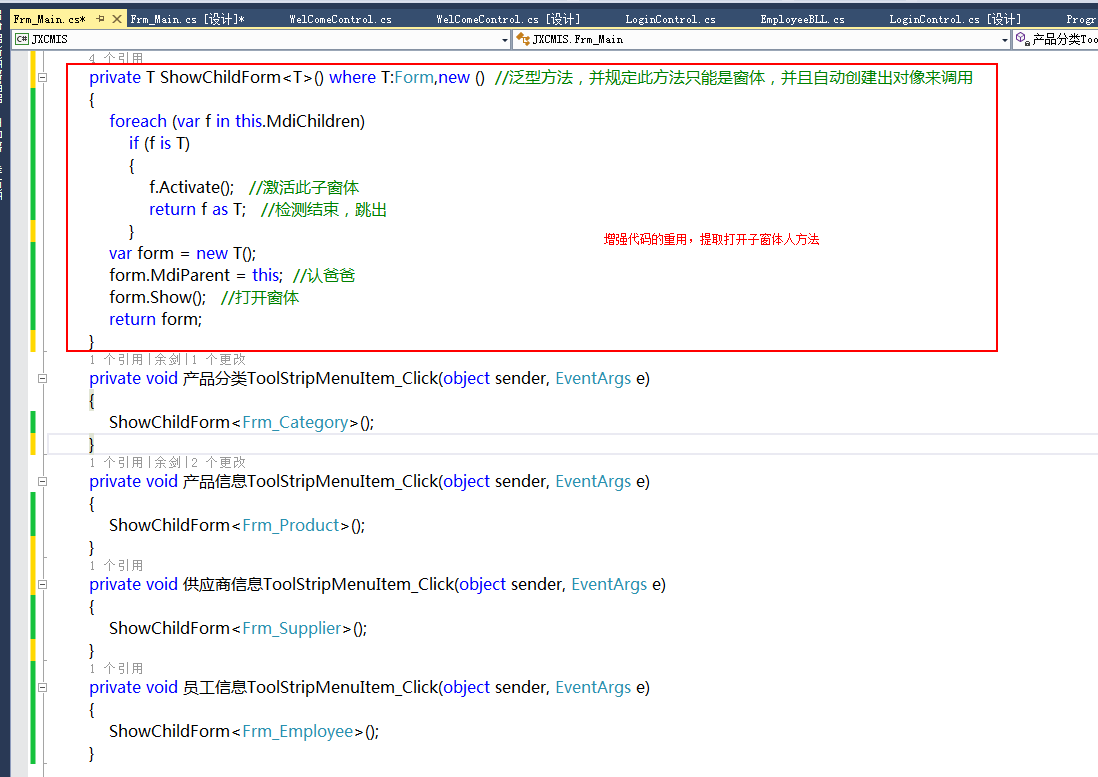 Frm_Main.cs* Frm_Main.cs [设计]* WelComeControl.cs WelComeControl.cs [设计] LoginControl.cs EmployeeBLL.cs LoginControl.cs [设计] Progr
C# JXCMIS JXCMIS.Frm_Main 产品分类Too
4 个引用
private T ShowChildForm<T>() where T:Form,new () //泛型方法，并规定此方法只能是窗体，并且自动创建出对像来调用
{
foreach (var f in this.MdiChildren)
if (f is T)
{
f.Activate(); //激活此子窗体
return f as T; //检测结束，跳出
}
增强代码的重用，提取打开子窗体人方法
var form = new T();
form.MdiParent = this; //认爸爸
form.Show(); //打开窗体
return form;
}
1 个引用|余剑|1 个更改
private void 产品分类ToolStripMenuItem_Click(object sender, EventArgs e)
{
ShowChildForm<Frm_Category>();
}
1 个引用|余剑|2 个更改
private void 产品信息ToolStripMenuItem_Click(object sender, EventArgs e)
{
ShowChildForm<Frm_Product>();
}
1 个引用
private void 供应商信息ToolStripMenuItem_Click(object sender, EventArgs e)
{
ShowChildForm<Frm_Supplier>();
}
1 个引用
private void 员工信息ToolStripMenuItem_Click(object sender, EventArgs e)
{
ShowChildForm<Frm_Employee>();
}